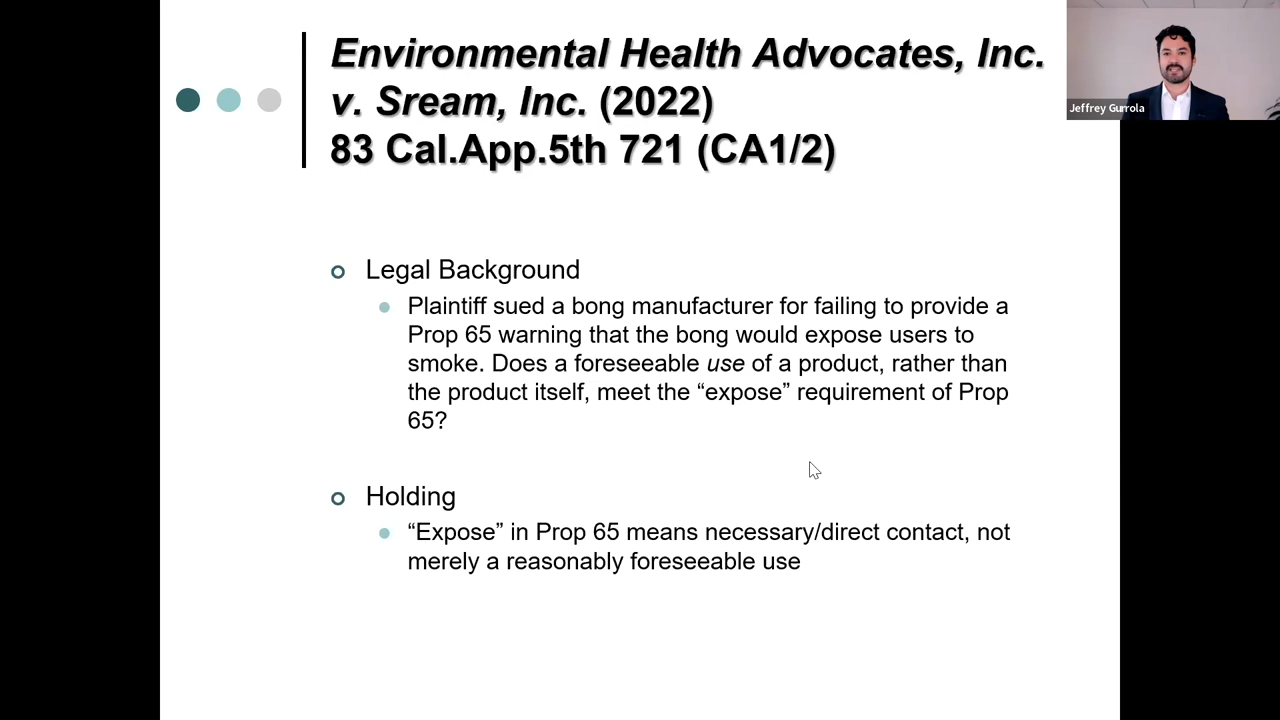 Environmental Health Advocates, Inc.
v. Sream, Inc. (2022)
83 Cal.App.5th 721 (CA1/2)
Jeffrey Gurrola
Legal Background
Plaintiff sued a bong manufacturer for failing to provide a
Prop 65 warning that the bong would expose users to
smoke. Does a foreseeable use of a product, rather than
the product itself, meet the “expose” requirement of Prop
65?
Holding
“Expose” in Prop 65 means necessary/direct contact, not
merely a reasonably foreseeable use